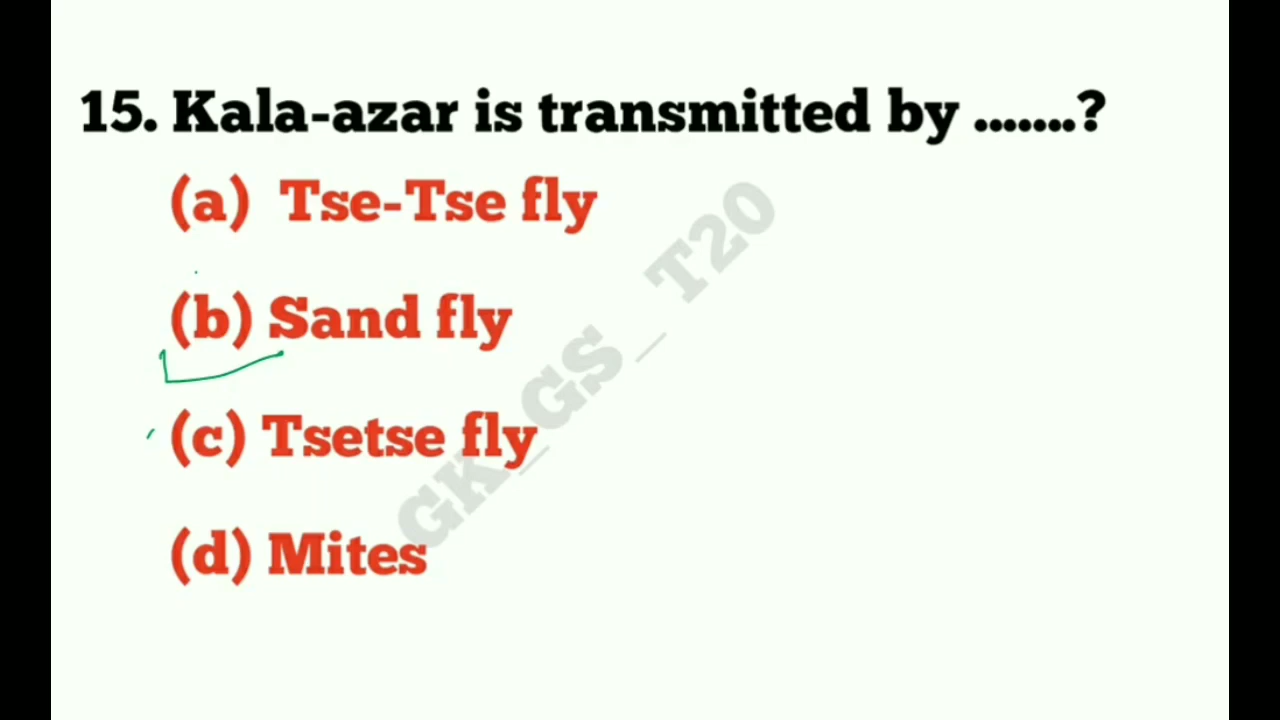 15. Kala-azar is transmitted by .......?
(a) Tse-Tse fly
(b) Sand fly
(c) Tsetse fly
(d) Mites
GK_GS_T20